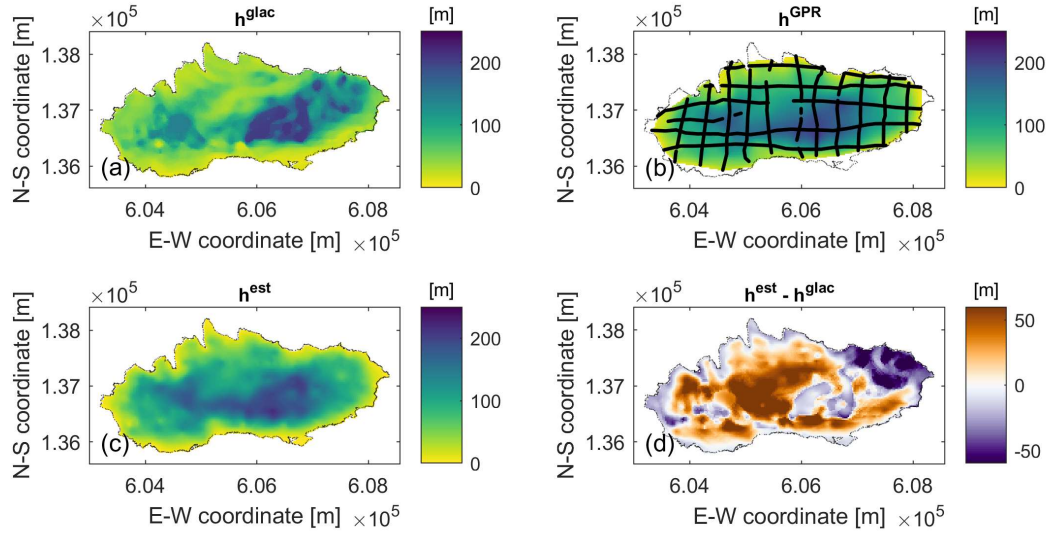 ×10⁵ h^glac [m]
N-S coordinate [m]
1.38
1.37
1.36
(a)
6.04 6.06 6.08
E-W coordinate [m] ×10⁵
200
100
0
×10⁵ h^GPR [m]
N-S coordinate [m]
1.38
1.37
1.36
(b)
6.04 6.06 6.08
E-W coordinate [m] ×10⁵
200
100
0
×10⁵ h^est [m]
N-S coordinate [m]
1.38
1.37
1.36
(c)
6.04 6.06 6.08
E-W coordinate [m] ×10⁵
200
100
0
×10⁵ h^est - h^glac [m]
N-S coordinate [m]
1.38
1.37
1.36
(d)
6.04 6.06 6.08
E-W coordinate [m] ×10⁵
50
0
-50